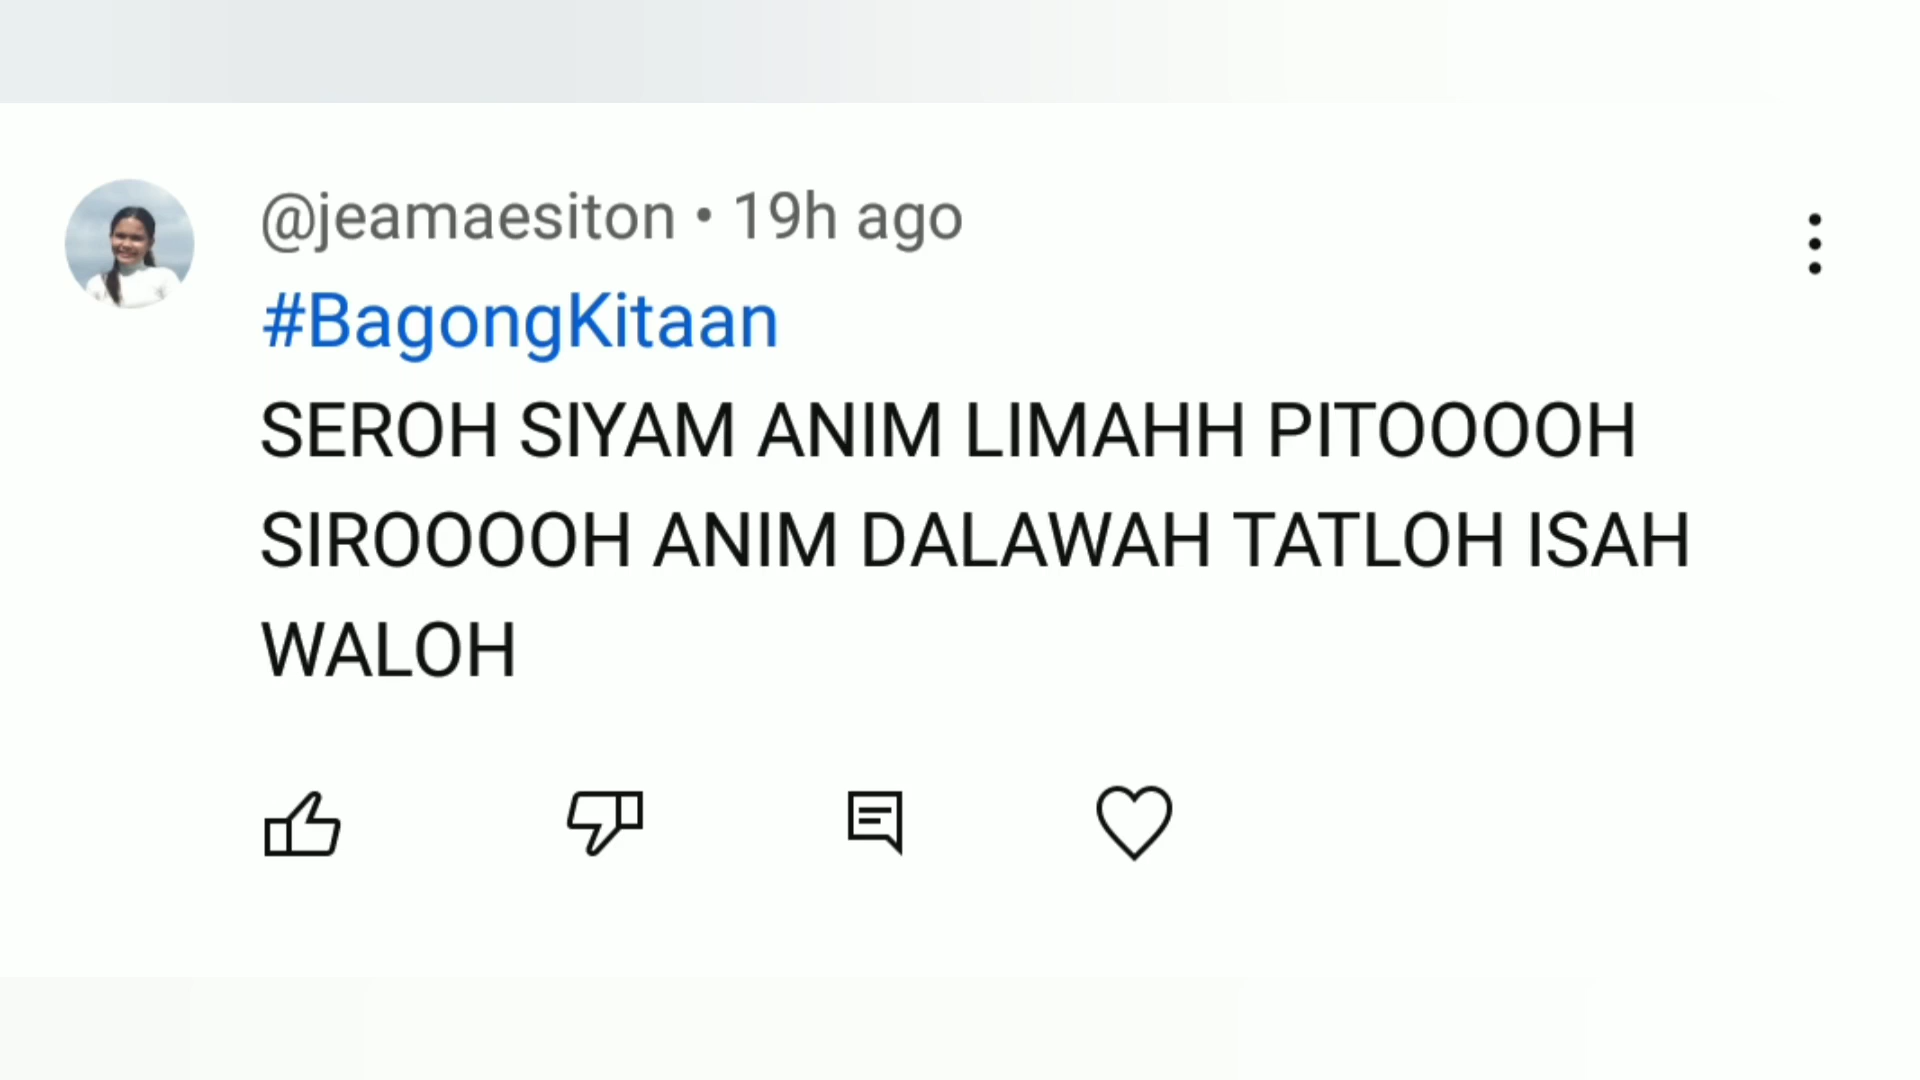 @jeamaesiton • 19h ago
#BagongKitaan
SEROH SIYAM ANIM LIMAHH PITOOOOH
SIROOOOH ANIM DALAWAH TATLOH ISAH
WALOH